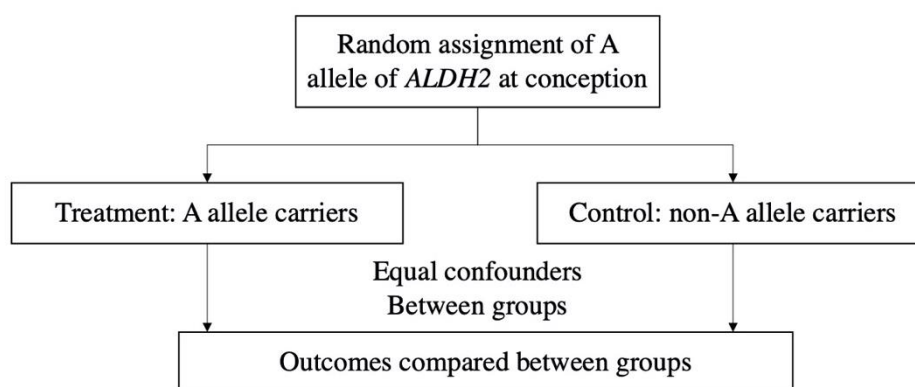 Random assignment of A
allele of ALDH2 at conception
Treatment: A allele carriers
Control: non-A allele carriers
Equal confounders
Between groups
Outcomes compared between groups